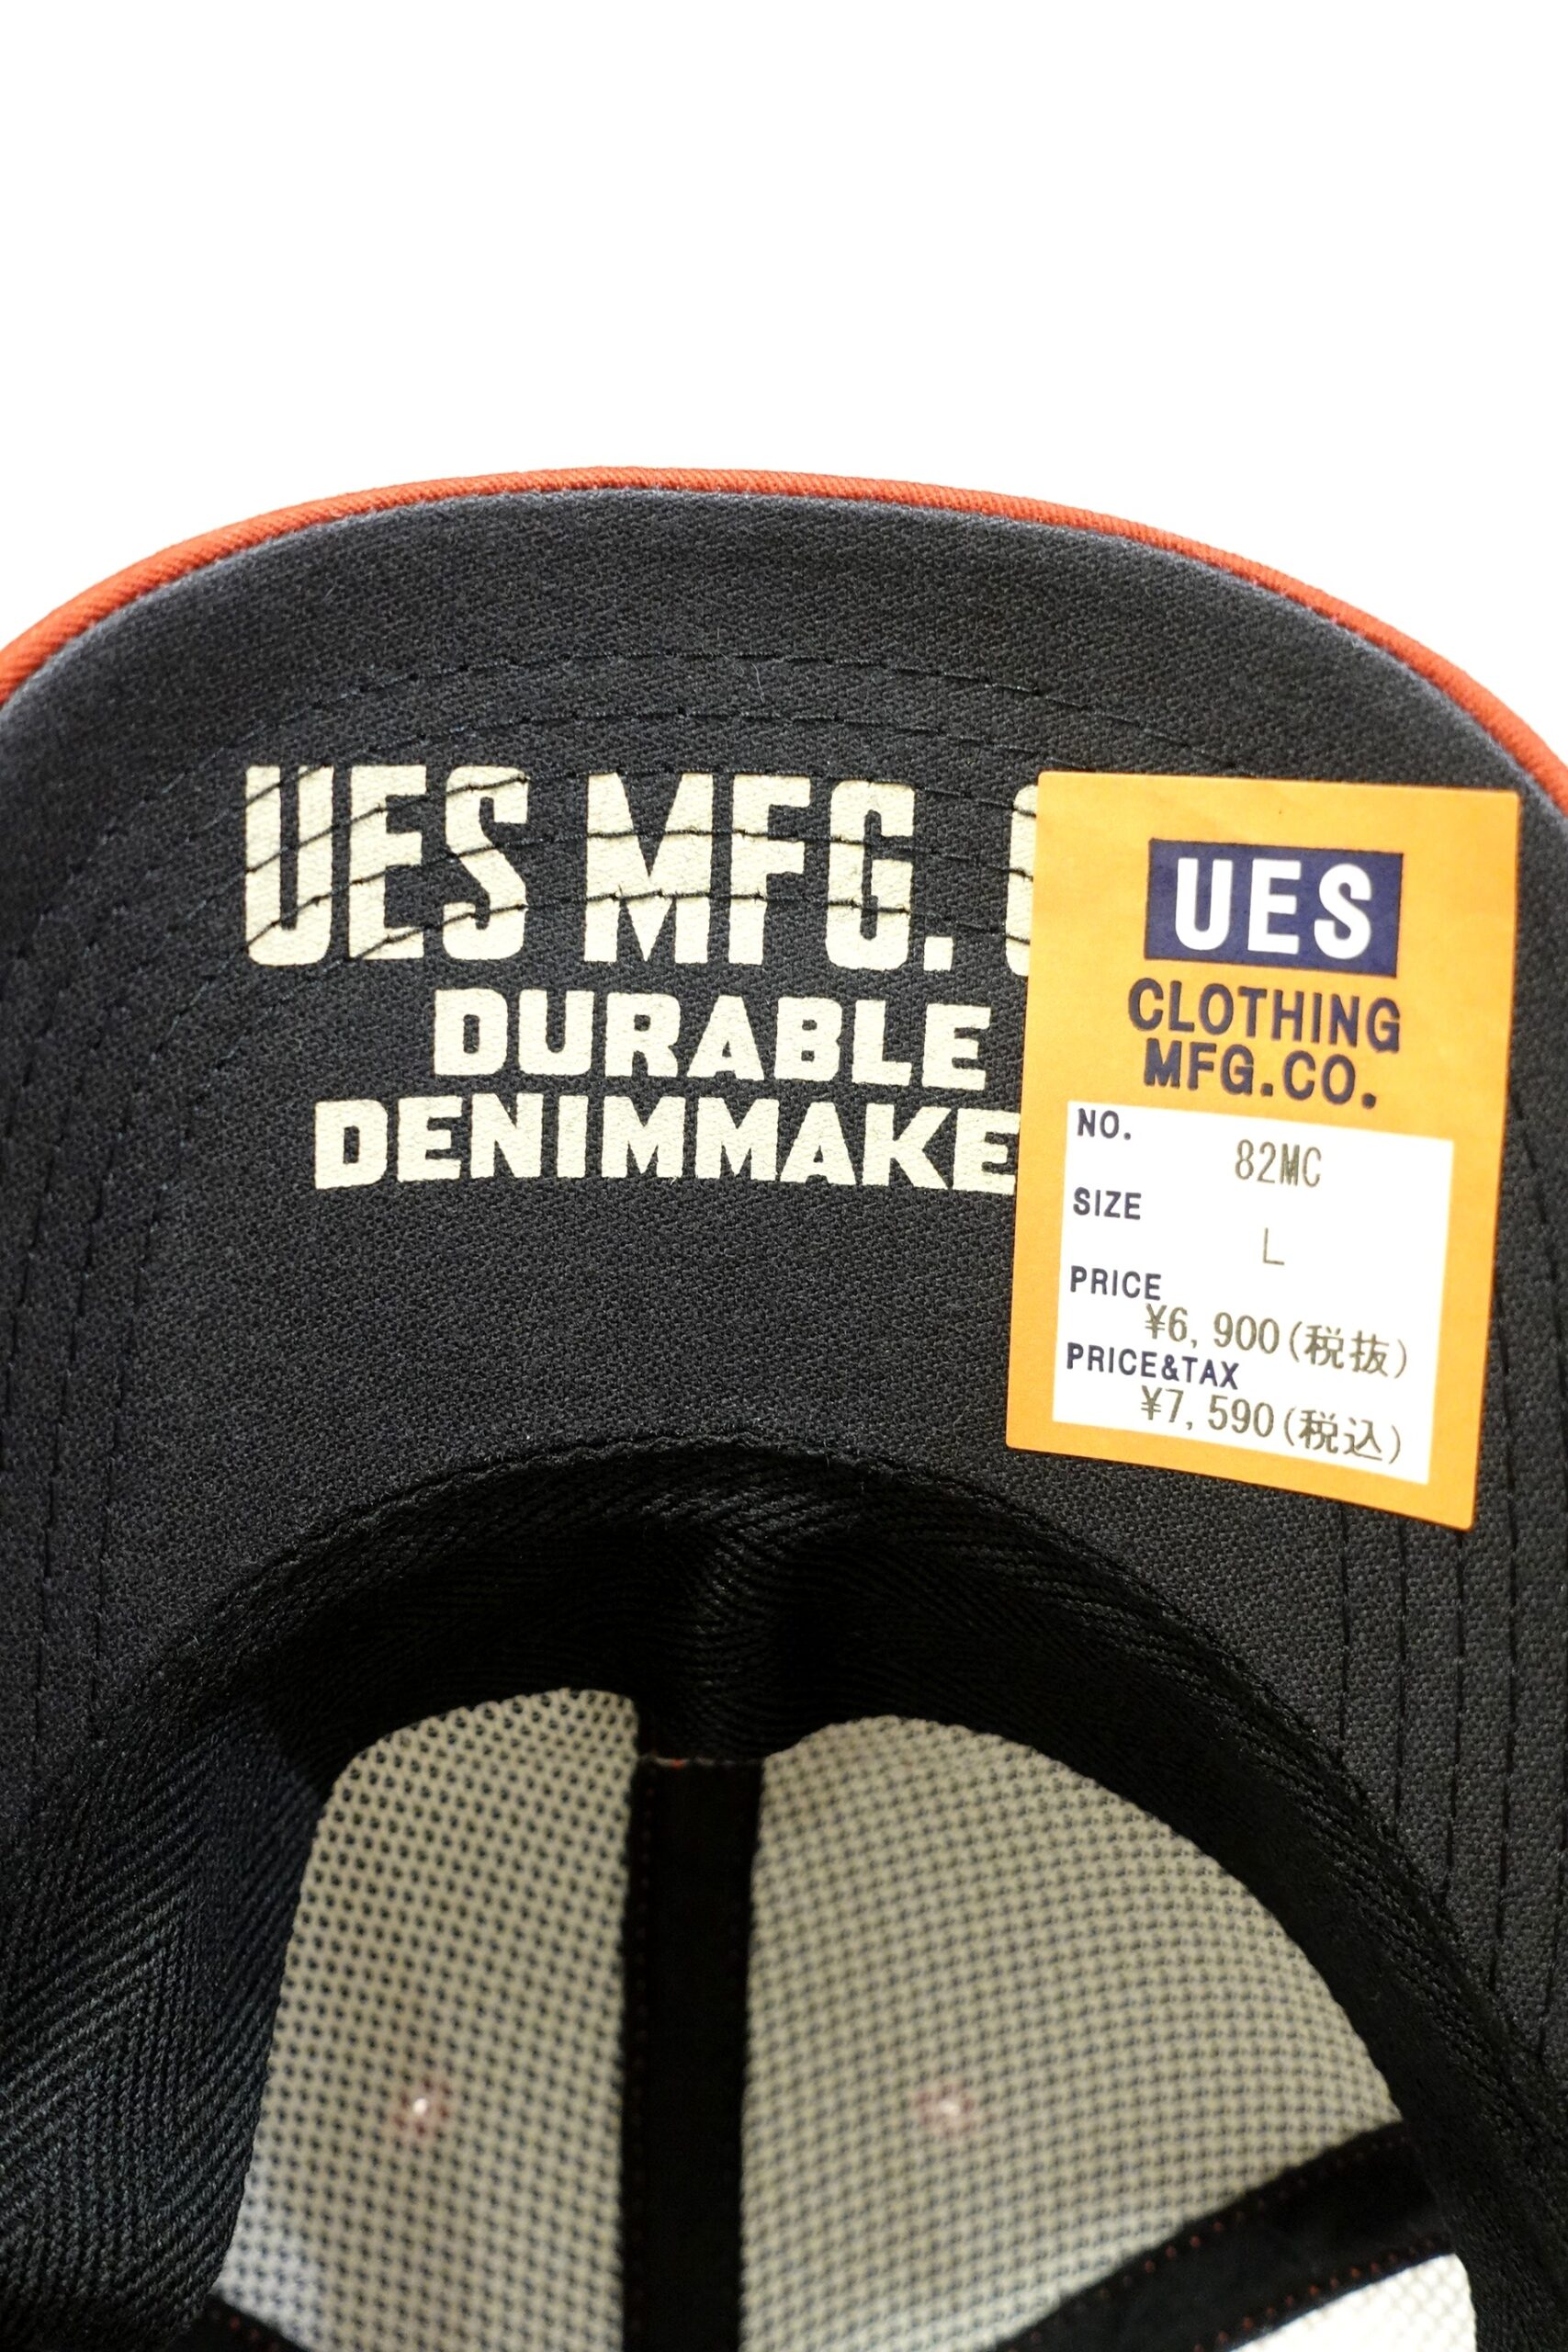 UES MFG.
DURABLE
DENIMMAKE
UES
CLOTHING
MFG.CO.
NO.
82MC
SIZE
L
PRICE
¥6,900(税抜)
PRICE&TAX
¥7,590(税込)